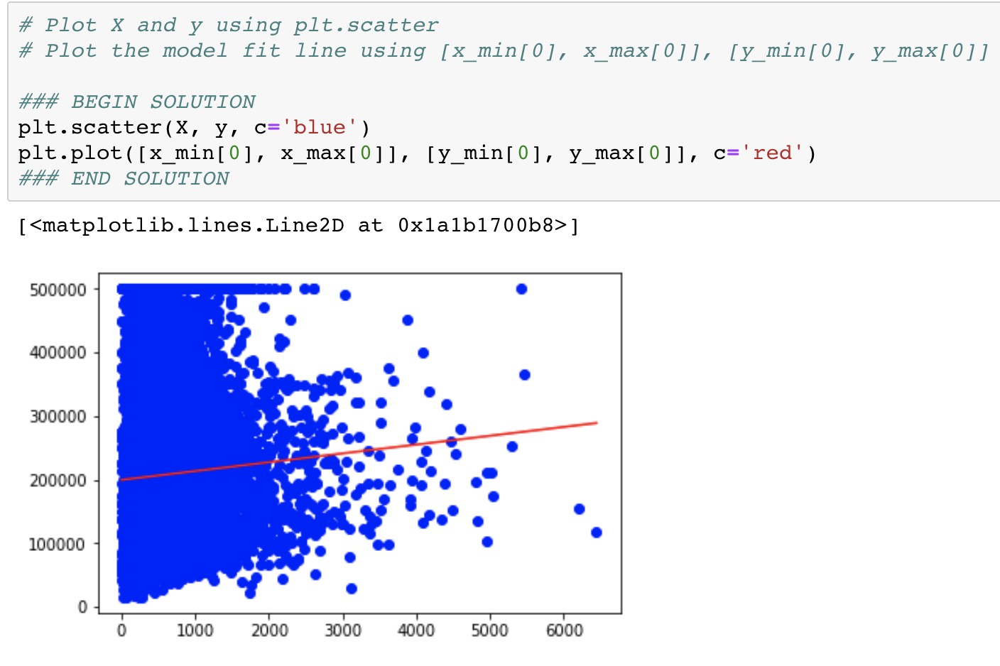 # Plot X and y using plt.scatter
# Plot the model fit line using [x_min[0], x_max[0]], [y_min[0], y_max[0]]
### BEGIN SOLUTION
plt.scatter(X, y, c='blue')
plt.plot([x_min[0], x_max[0]], [y_min[0], y_max[0]], c='red')
### END SOLUTION
[<matplotlib.lines.Line2D at 0x1a1b1700b8>]
500000
400000
300000
200000
100000
0
0 1000 2000 3000 4000 5000 6000